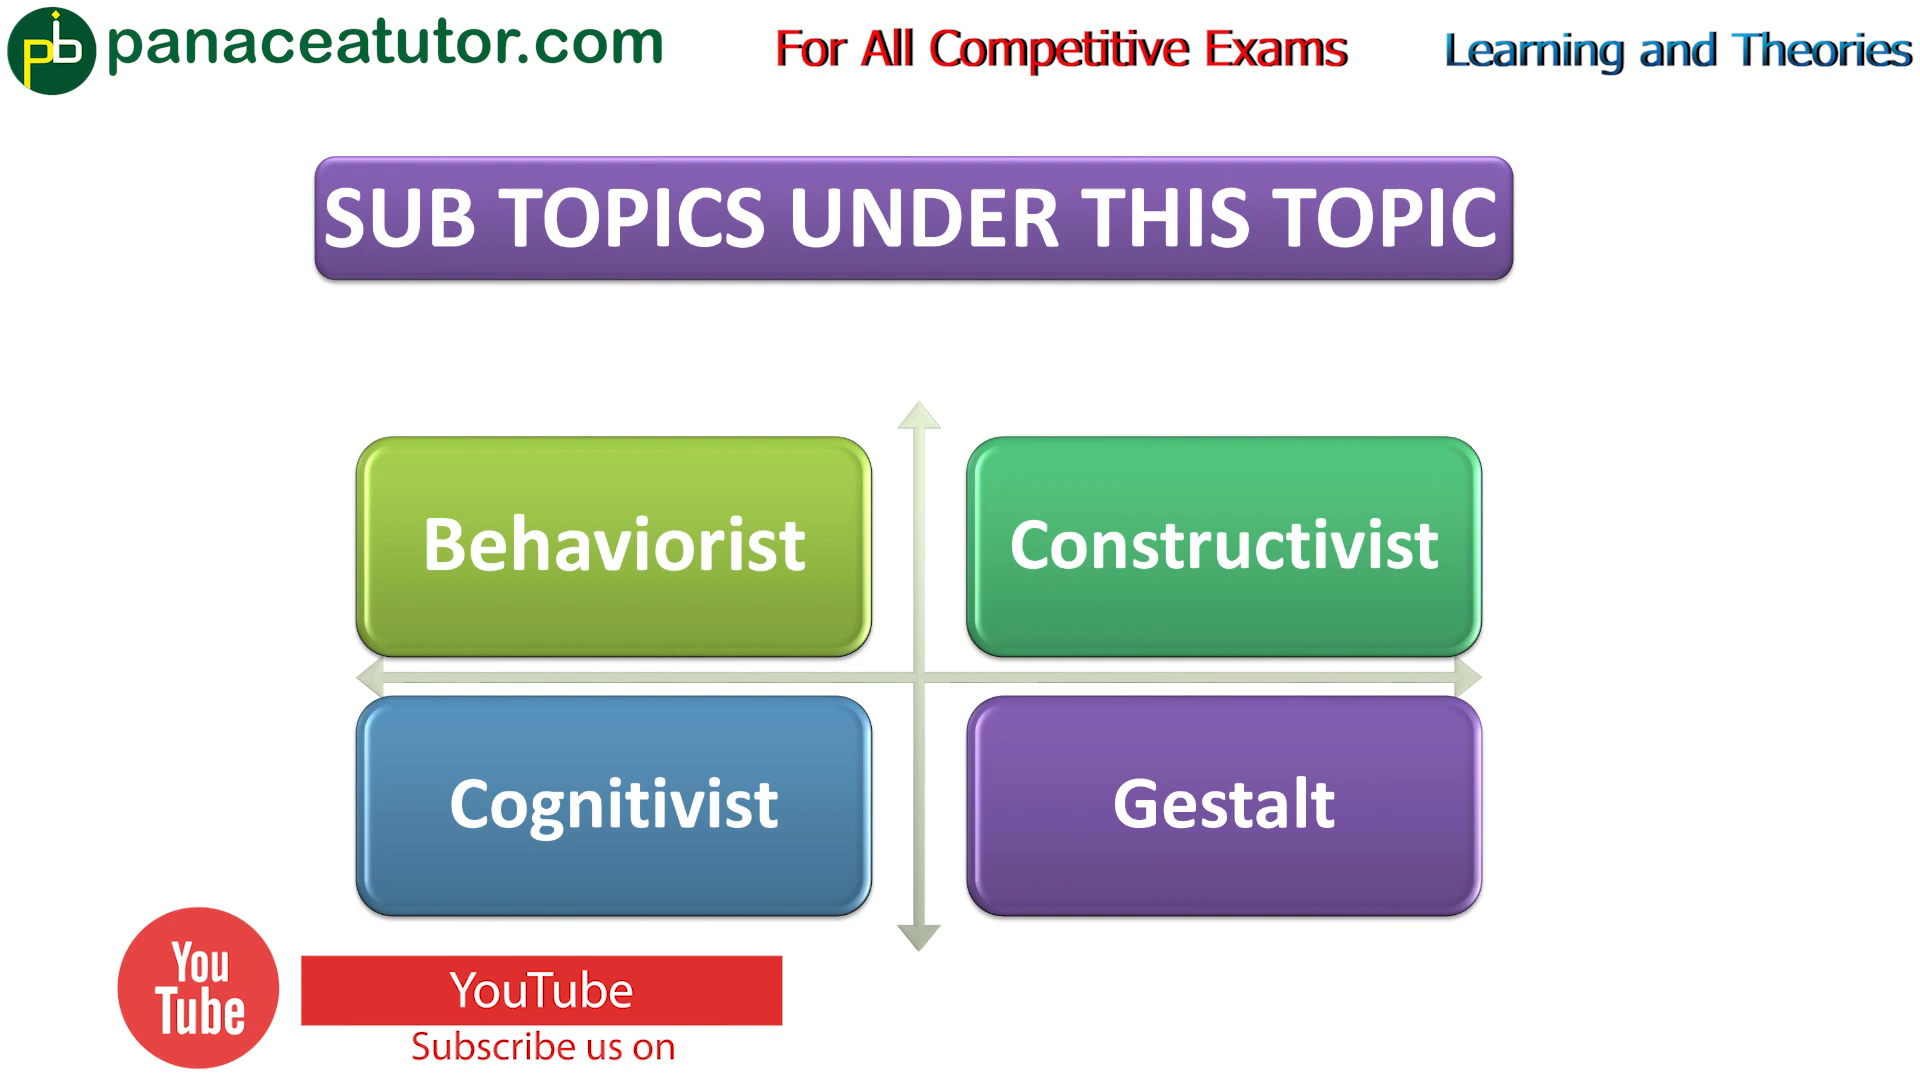 panaceatutor.com
For All Competitive Exams
Learning and Theories
SUB TOPICS UNDER THIS TOPIC
Behaviorist
Constructivist
Cognitivist
Gestalt
You
Tube
YouTube
Subscribe us on